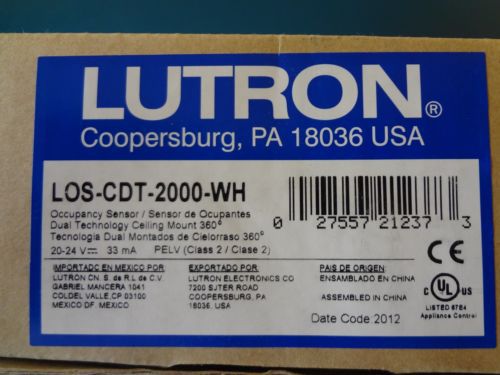 LUTRON®
Coopersburg, PA 18036 USA
LOS-CDT-2000-WH
Occupancy Sensor / Sensor de Ocupantes
Dual Technology Ceiling Mount 360°
Tecnologia Dual Montados de Cielorraso 360°
20-24 V 33 mA PELV (Class 2 / Clase 2)
0 27557 21237 3
IMPORTADO EN MEXICO POR
LUTRON CN. S. de R.L. de C.V.
GABRIEL MANCERA 1041
COLDEL VALLE,CP 03100
MEXICO DF. MEXICO
EXPORTADO POR
LUTRON ELECTRONICS CO
7200 SJTER ROAD
COOPERSBURG, PA
18036. USA
PAIS DE ORIGEN:
ENSAMBLADO EN CHINA
ASSEMBLED IN CHINA
Date Code 2012
CE
C UL® US
LISTED 67E4
Appliance Control